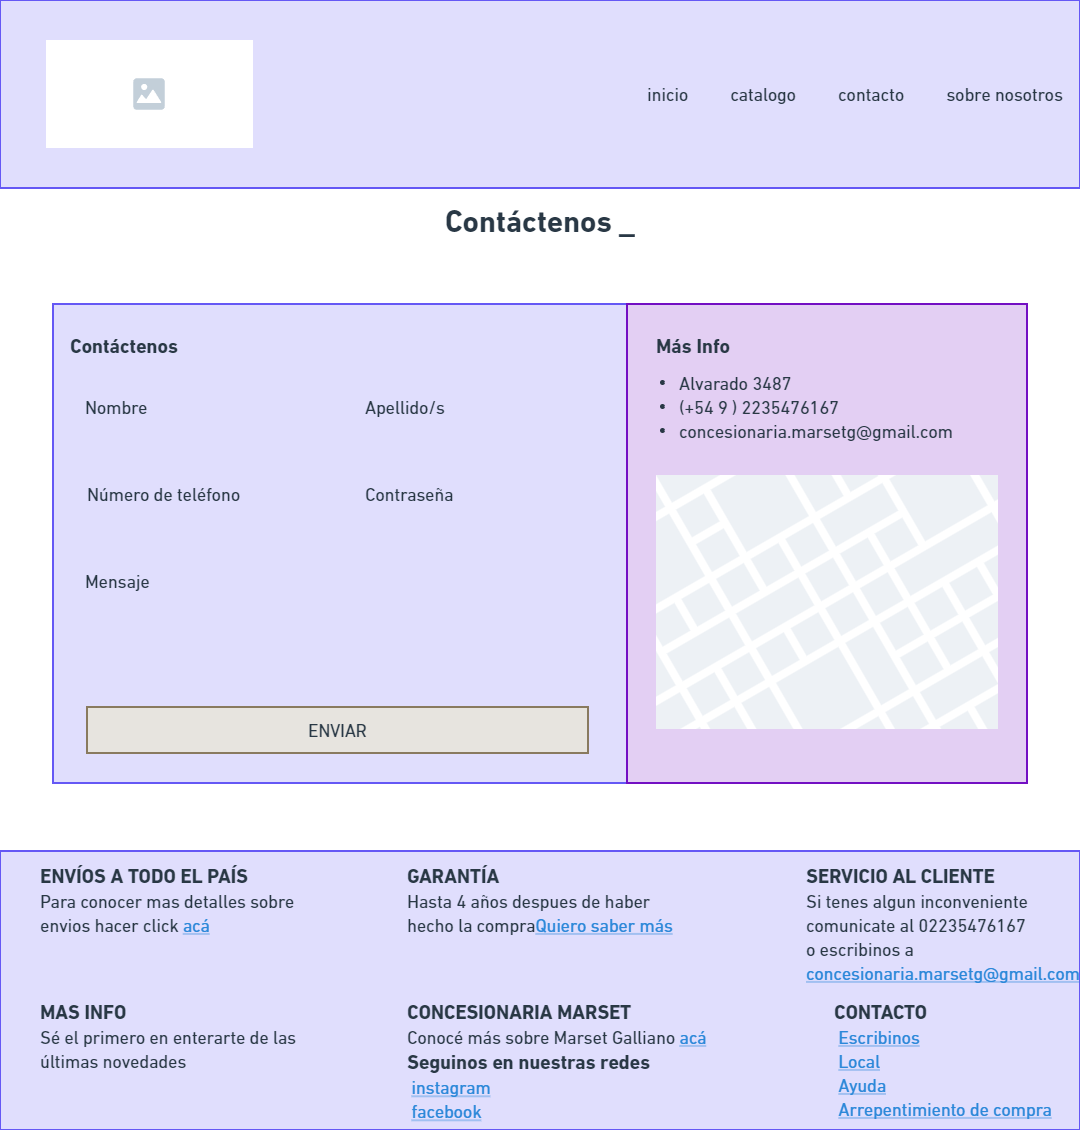 inicio catalogo contacto sobre nosotros
Contáctenos _
Contáctenos
Nombre Apellido/s
Número de teléfono Contraseña
Mensaje
ENVIAR
Más Info
• Alvarado 3487
• (+54 9 ) 2235476167
• concesionaria.marsetg@gmail.com
ENVÍOS A TODO EL PAÍS
Para conocer mas detalles sobre
envios hacer click acá
GARANTÍA
Hasta 4 años despues de haber
hecho la compraQuiero saber más
SERVICIO AL CLIENTE
Si tenes algun inconveniente
comunicate al 02235476167
o escribinos a
concesionaria.marsetg@gmail.com
MAS INFO
Sé el primero en enterarte de las
últimas novedades
CONCESIONARIA MARSET
Conocé más sobre Marset Galliano acá
Seguinos en nuestras redes
instagram
facebook
CONTACTO
Escribinos
Local
Ayuda
Arrepentimiento de compra